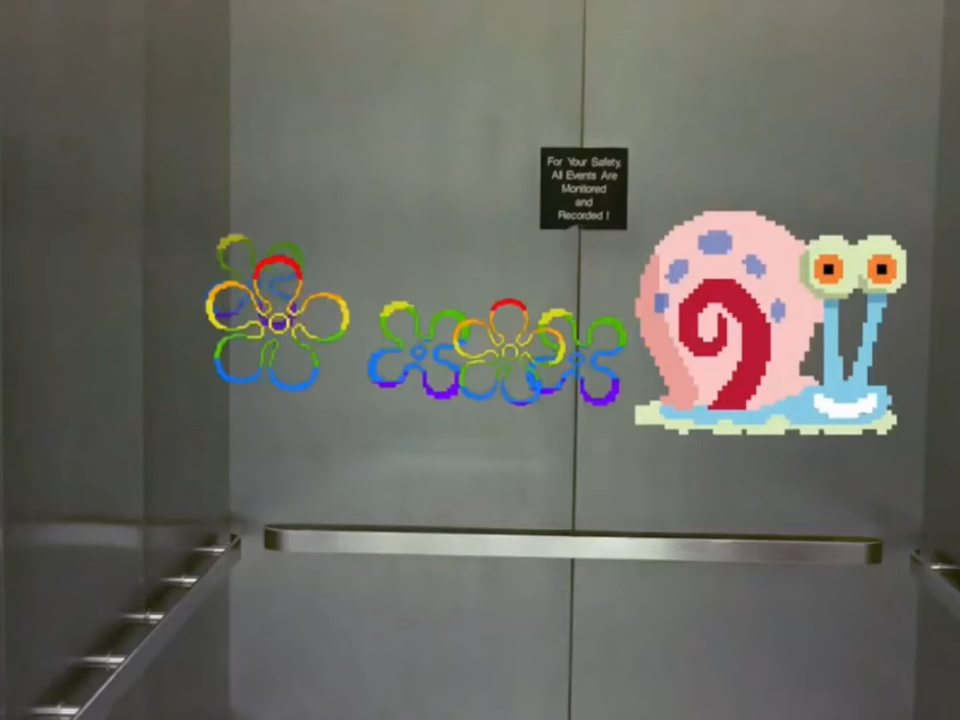 For Your Safety,
All Events Are
Monitored
and
Recorded !